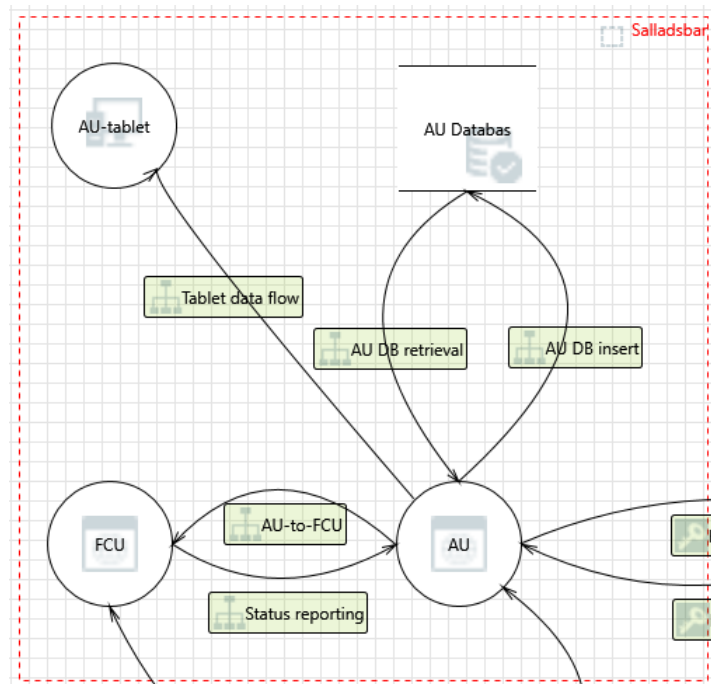 Salladsbar
AU-tablet
AU Databas
Tablet data flow
AU DB retrieval
AU DB insert
AU-to-FCU
FCU
AU
Status reporting